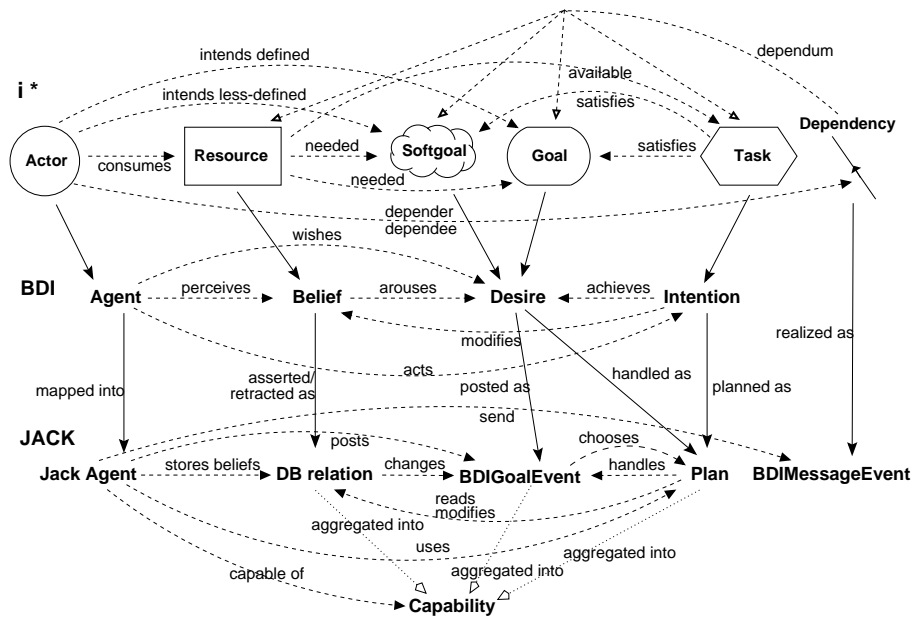 dependum
intends defined
available
i *
intends less-defined
satisfies
Dependency
Actor
consumes
Resource
needed
Softgoal
Goal
satisfies
Task
needed
depender
dependee
wishes
BDI
Agent
perceives
Belief
arouses
Desire
achieves
Intention
modifies
realized as
acts
mapped into
asserted/
retracted as
posted as
handled as
planned as
send
JACK
posts
chooses
Jack Agent
stores beliefs
DB relation
changes
BDIGoalEvent
handles
Plan
BDIMessageEvent
reads
modifies
aggregated into
uses
aggregated into
capable of
aggregated into
Capability